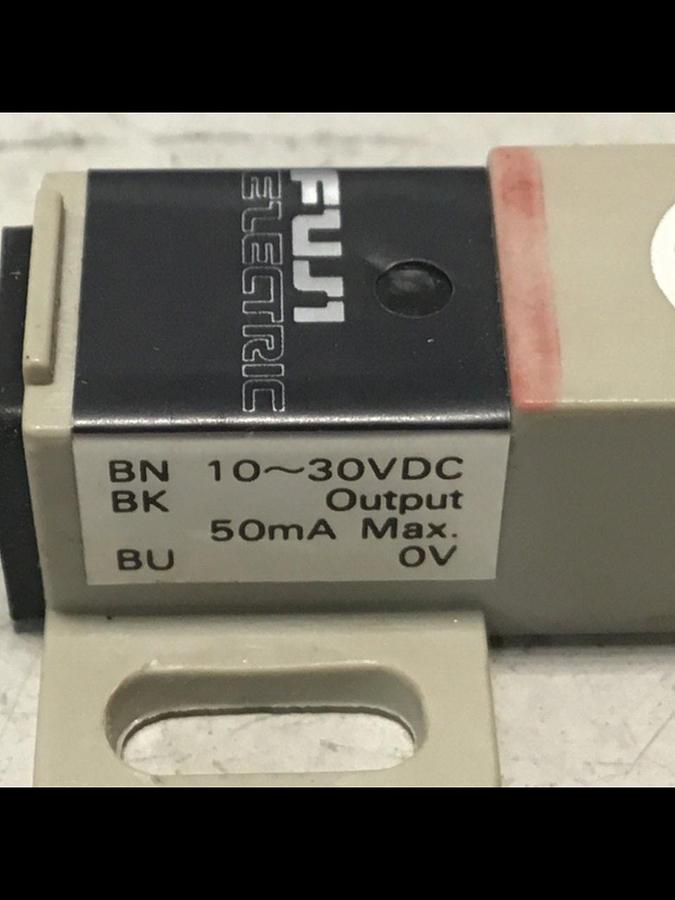 FUJI
ELECTRIC
BN 10～30VDC
BK Output
50mA Max.
BU 0V